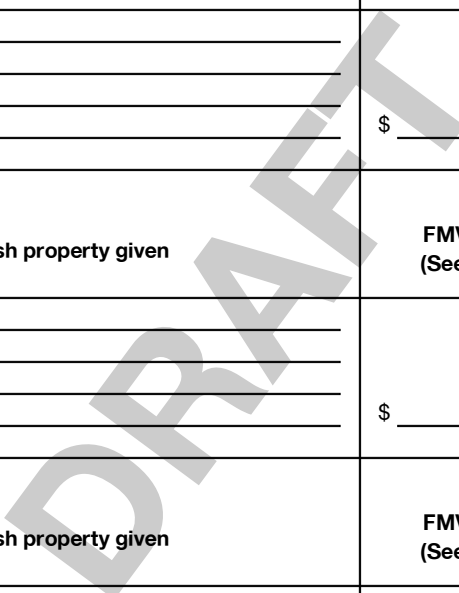 $
sh property given
FMV
(See
$
sh property given
FMV
(See
DRAFT